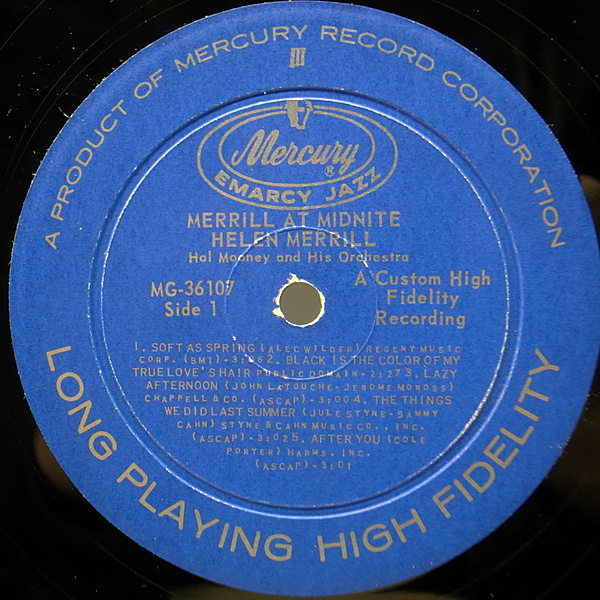 A PRODUCT OF MERCURY RECORD CORPORATION
III
Mercury
®
EMARCY JAZZ
MERRILL AT MIDNITE
HELEN MERRILL
Hal Mooney and His Orchestra
MG-36107
Side 1
A Custom High
Fidelity
Recording
1. SOFT AS SPRING (ALEC WILDER) REGENT MUSIC
CORP. (BMI)-3:06 2. BLACK IS THE COLOR OF MY
TRUE LOVE'S HAIR PUBLIC DOMAIN-2:27 3. LAZY
AFTERNOON (JOHN LATOUCHE-JEROME MOROSS)
CHAPPELL & CO. (ASCAP)-3:00 4. THE THINGS
WE DID LAST SUMMER (JULE STYNE-SAMMY
CAHN) STYNE & CAHN MUSIC CO., INC.
(ASCAP)-3:02 5. AFTER YOU (COLE
PORTER) HARMS, INC.
(ASCAP)-3:01
LONG PLAYING HIGH FIDELITY